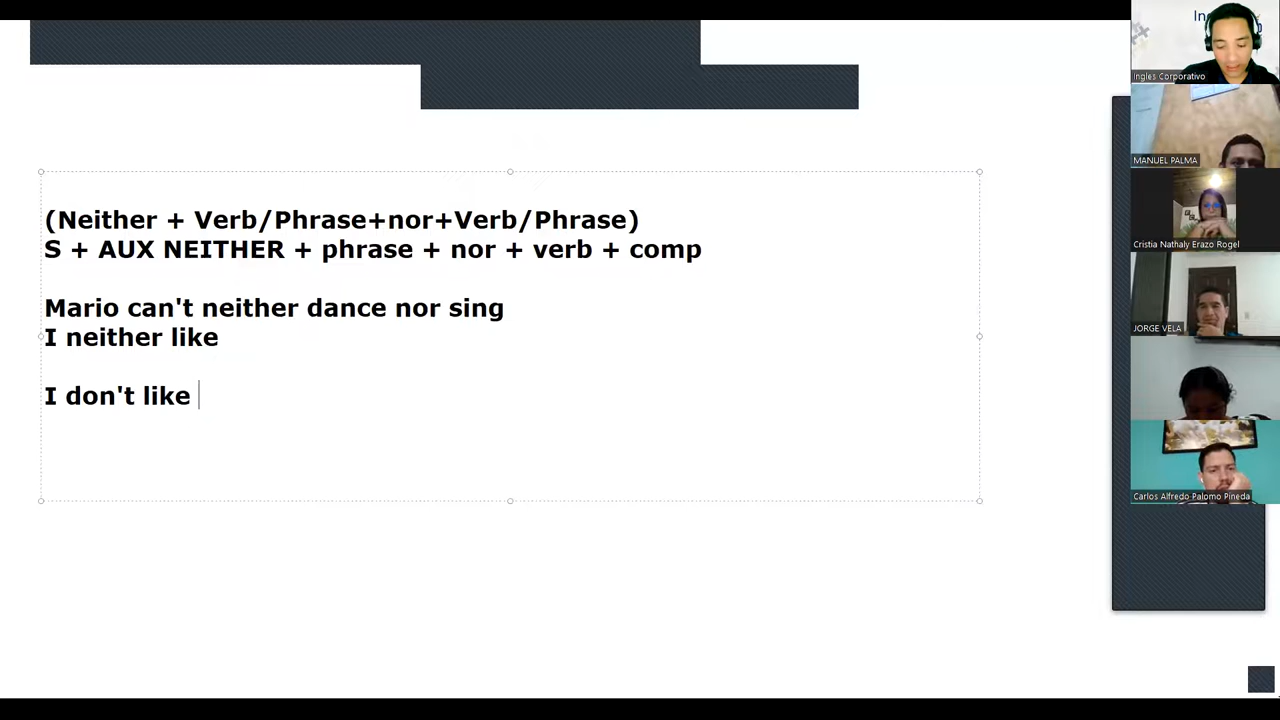 (Neither + Verb/Phrase+nor+Verb/Phrase)
S + AUX NEITHER + phrase + nor + verb + comp
Mario can't neither dance nor sing
I neither like
I don't like
Ingles Corporativo
MANUEL PALMA
Cristia Nathaly Erazo Rogel
JORGE VELA
Carlos Alfredo Palomo Pineda